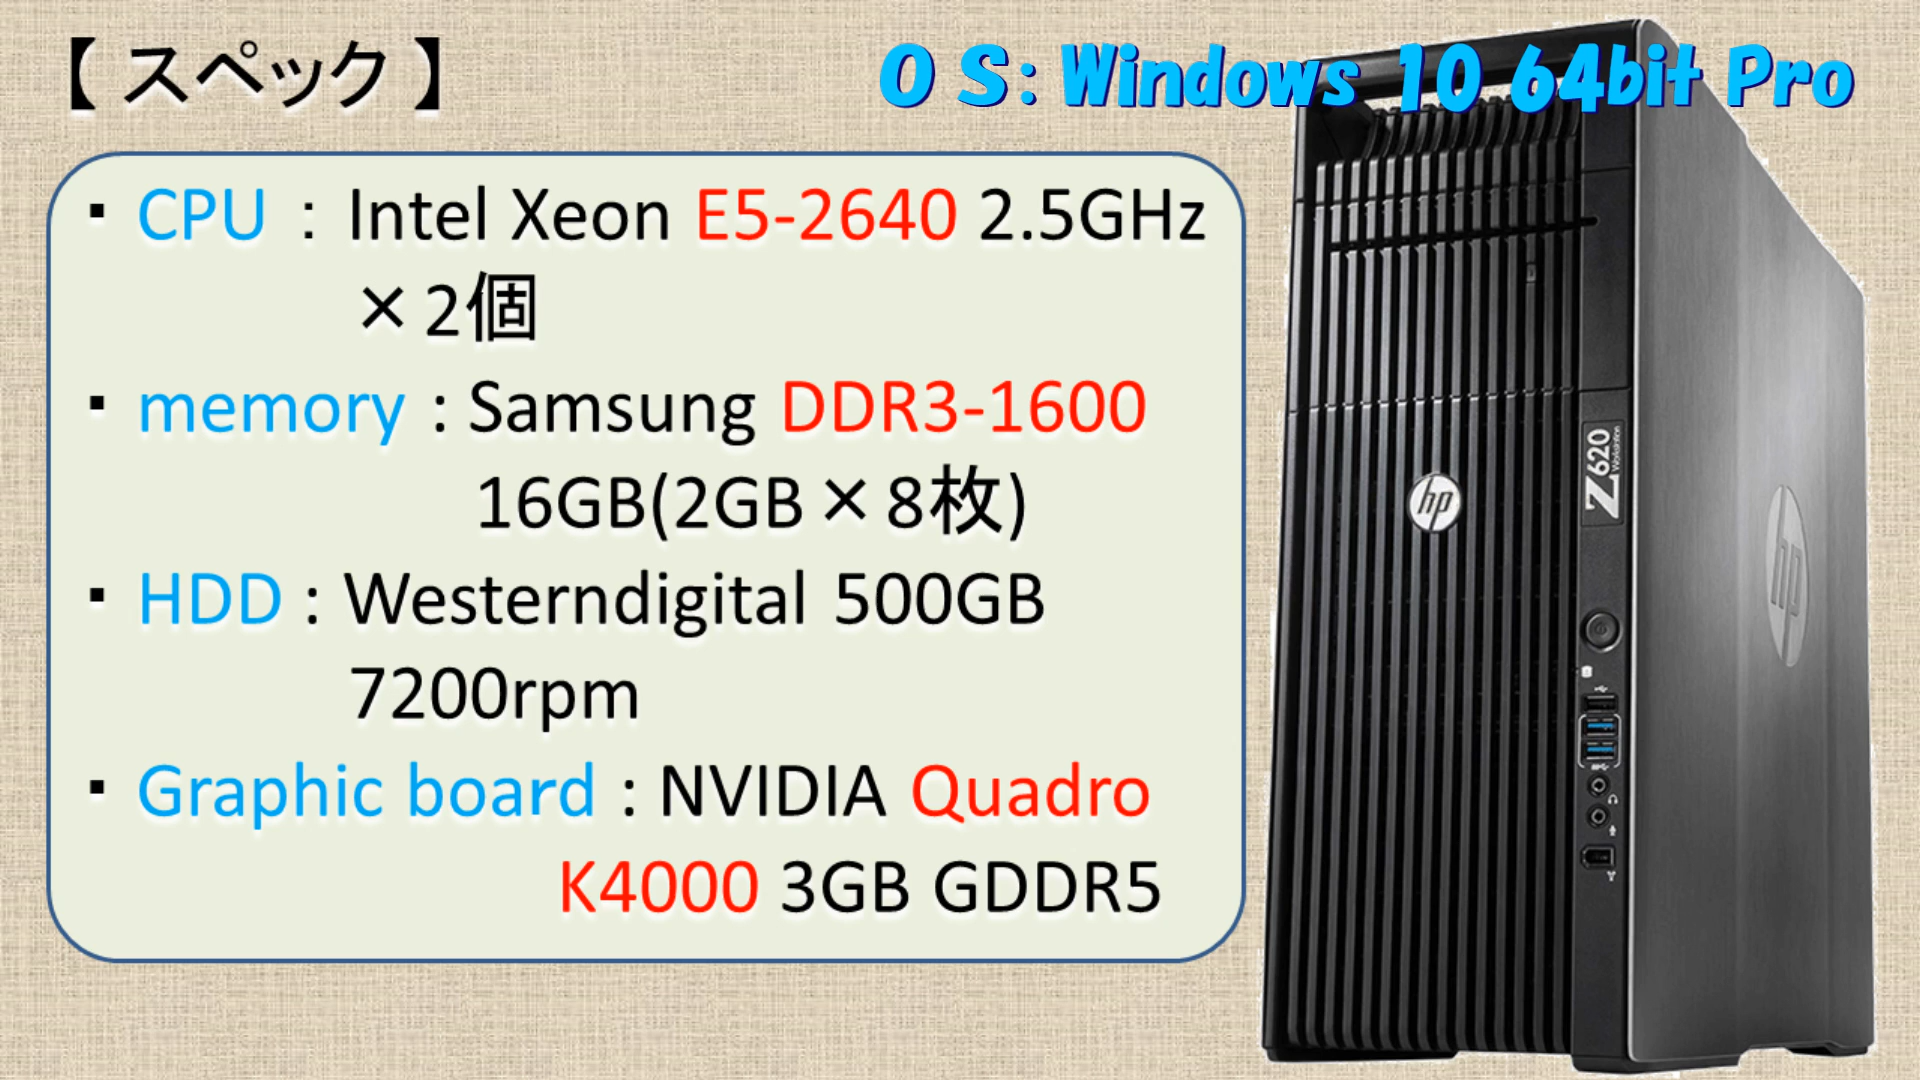 【 スペック 】
O S: Windows 10 64bit Pro
・CPU : Intel Xeon E5-2640 2.5GHz
×2個
・memory : Samsung DDR3-1600
16GB(2GB×8枚)
・HDD : Westerndigital 500GB
7200rpm
・Graphic board : NVIDIA Quadro
K4000 3GB GDDR5
Z620
Workstation
hp
hp